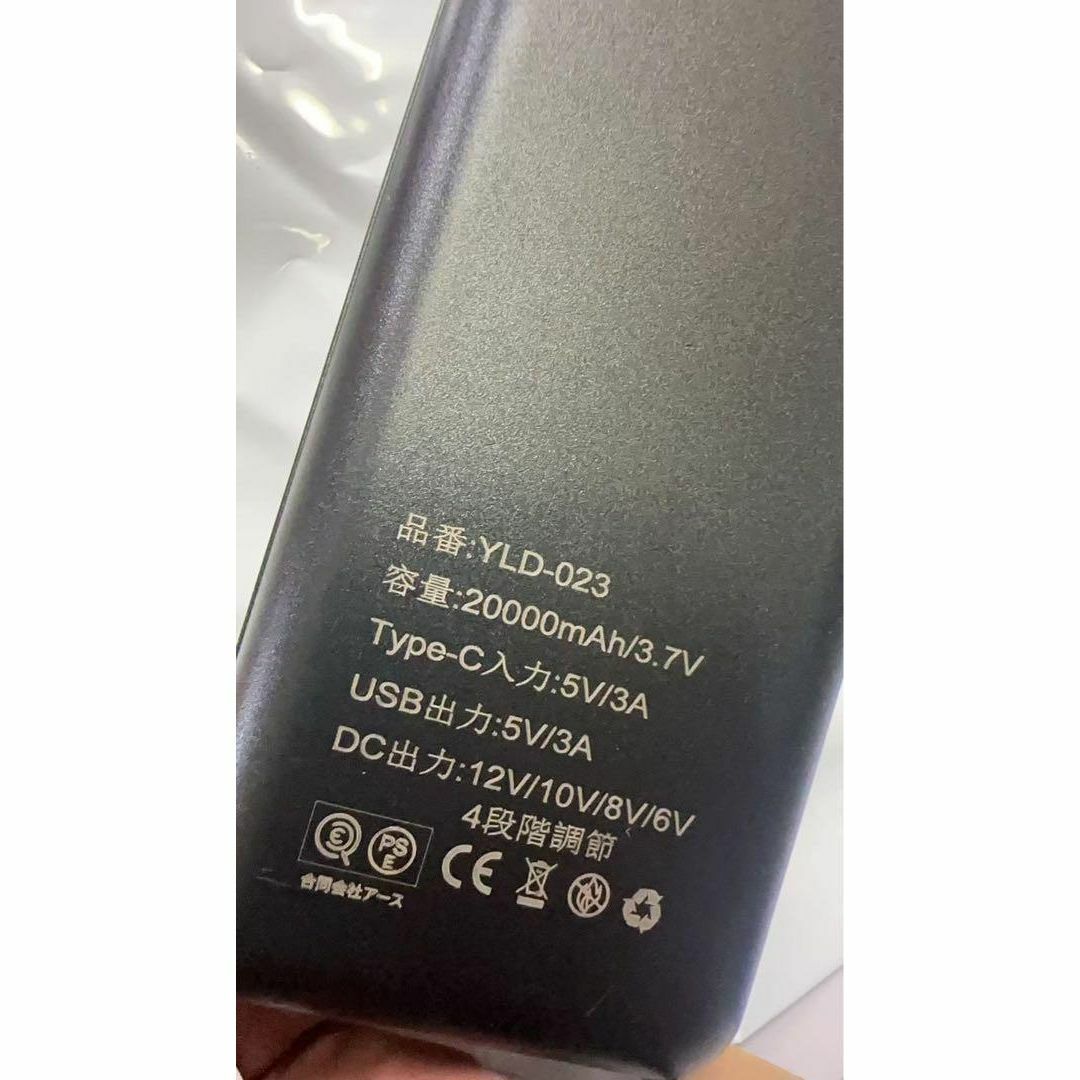 品番:YLD-023
容量:20000mAh/3.7V
Type-C入力:5V/3A
USB出力:5V/3A
DC出力:12V/10V/8V/6V
4段階調節
PS
E
CE
合同会社アース